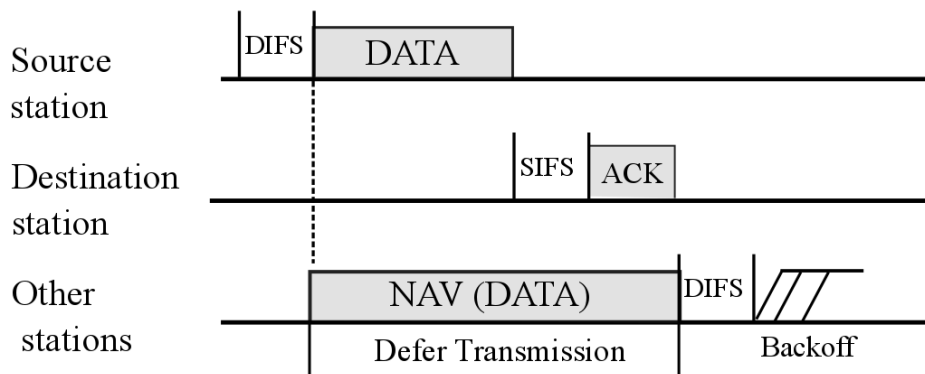 DIFS
DATA
Source
station
SIFS
ACK
Destination
station
NAV (DATA)
DIFS
Other
stations
Defer Transmission
Backoff